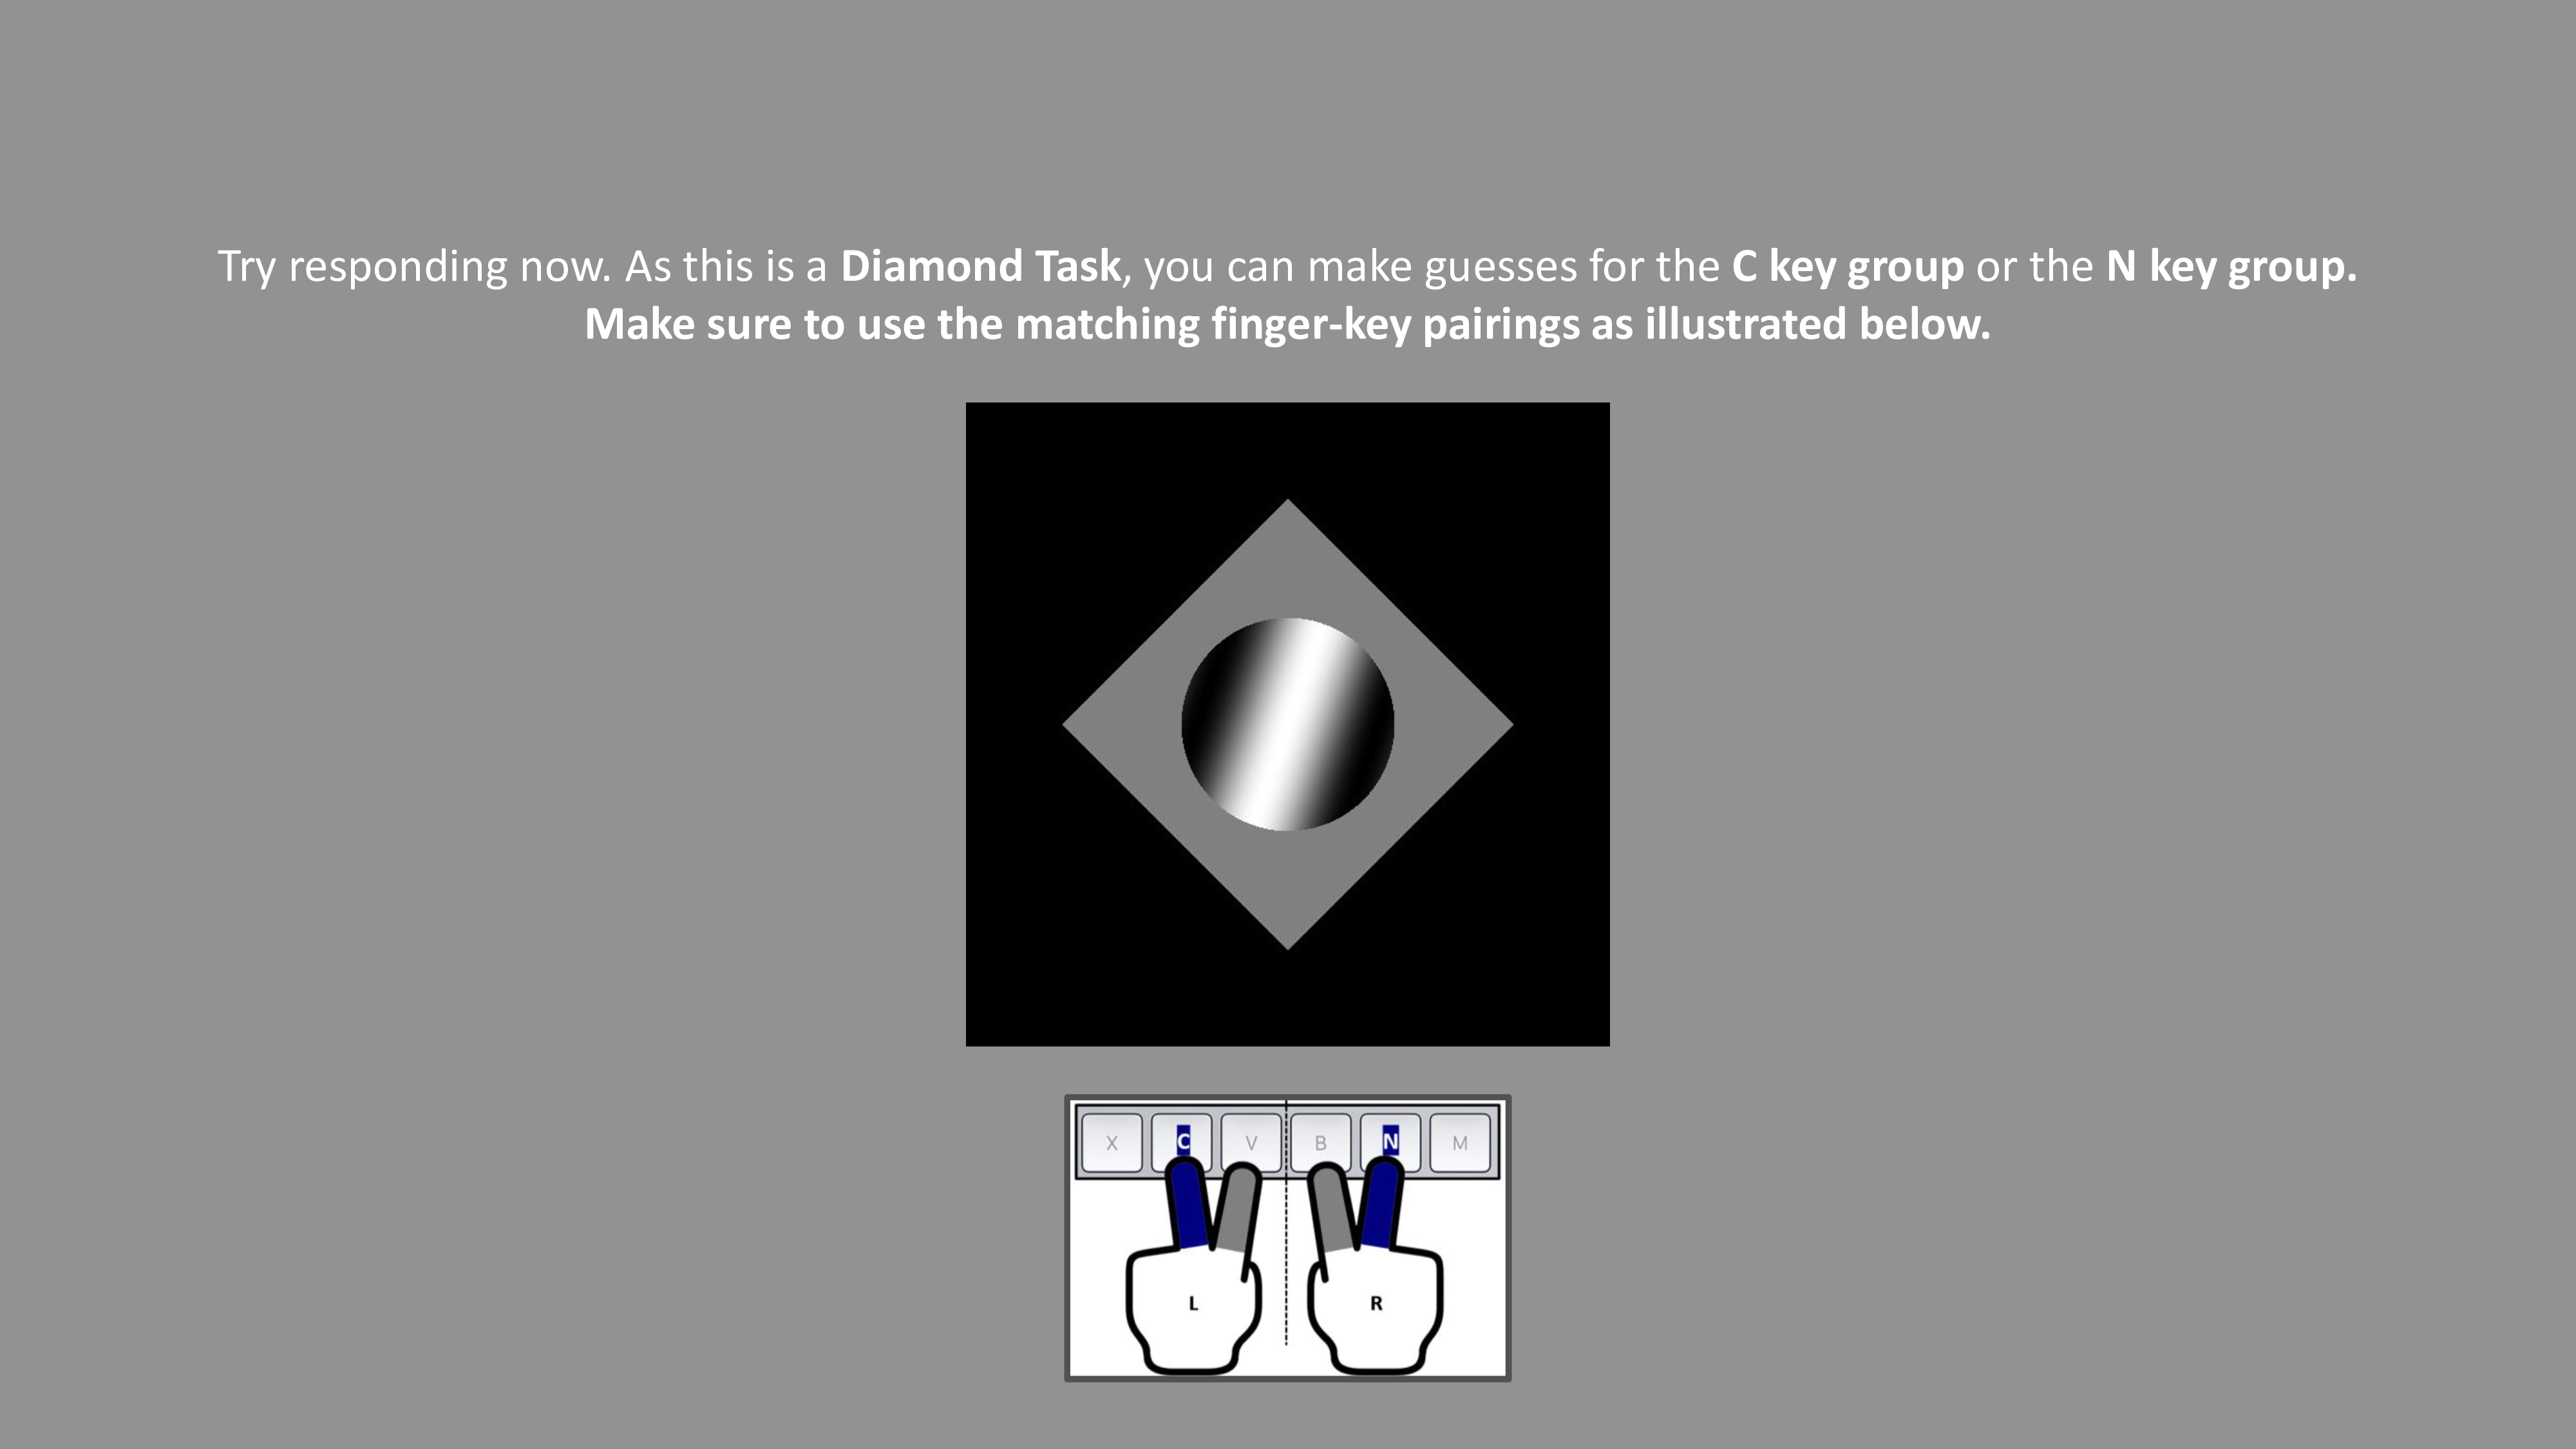 Try responding now. As this is a Diamond Task, you can make guesses for the C key group or the N key group.
Make sure to use the matching finger-key pairings as illustrated below.
X C V B N M
L R